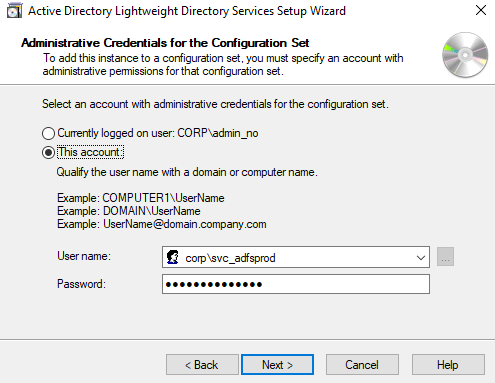 Active Directory Lightweight Directory Services Setup Wizard
Administrative Credentials for the Configuration Set
To add this instance to a configuration set, you must specify an account with
administrative permissions for that configuration set.
Select an account with administrative credentials for the configuration set.
Currently logged on user: CORP\admin_no
This account:
Qualify the user name with a domain or computer name.
Example: COMPUTER1\UserName
Example: DOMAIN\UserName
Example: UserName@domain.company.com
User name:
corp\svc_adfsprod
...
Password:
●●●●●●●●●●●●●●
< Back
Next >
Cancel
Help